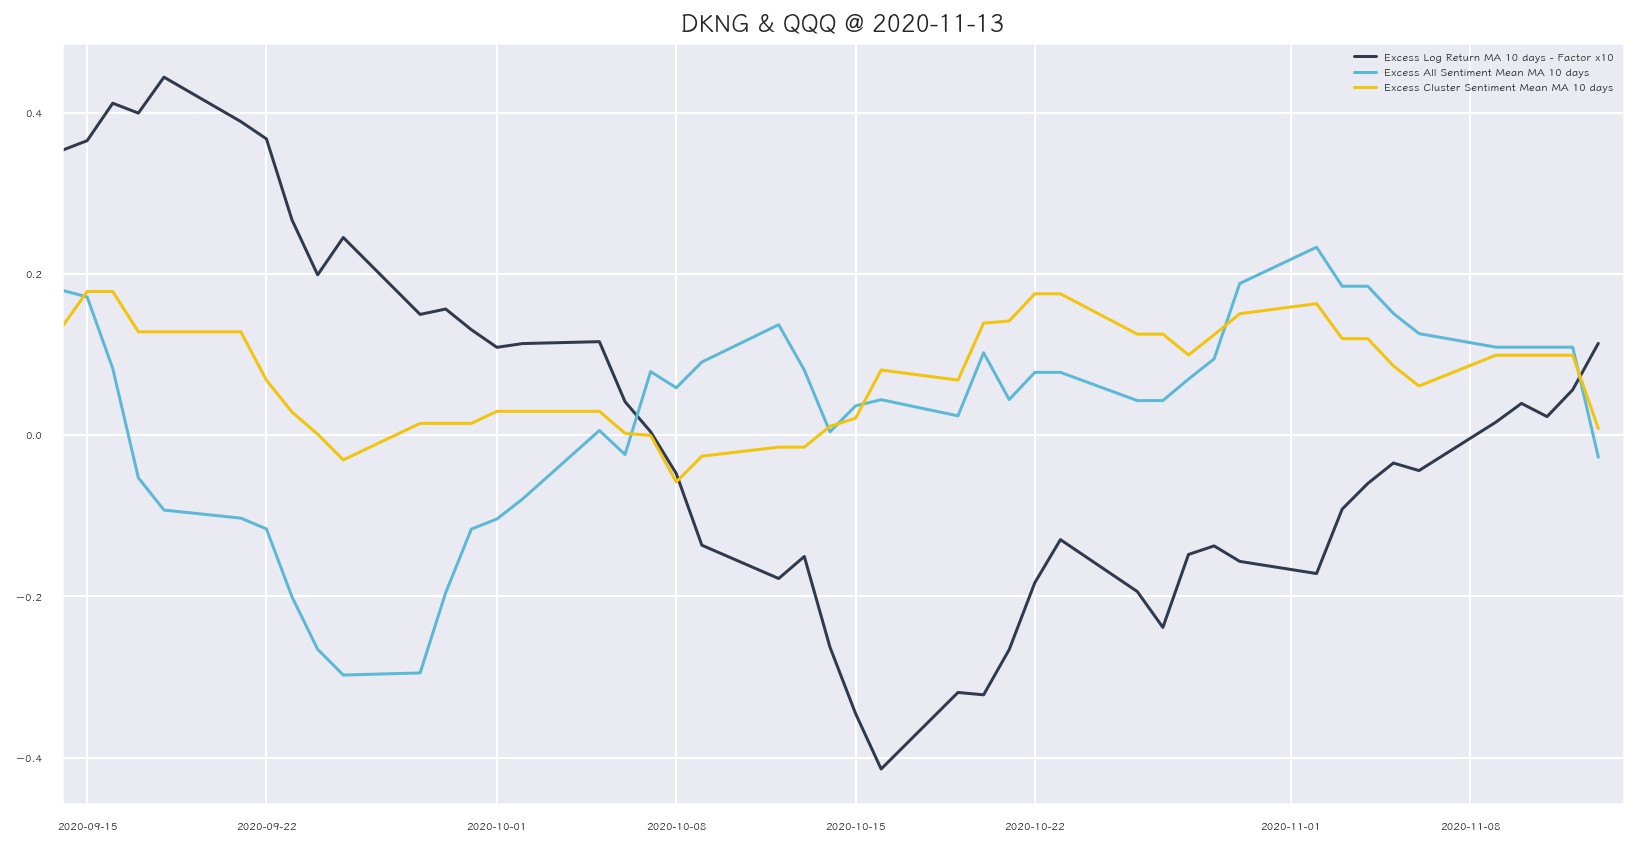 DKNG & QQQ @ 2020-11-13
Excess Log Return MA 10 days - Factor x10
Excess All Sentiment Mean MA 10 days
Excess Cluster Sentiment Mean MA 10 days
0.4
0.2
0.0
−0.2
−0.4
2020-09-15 2020-09-22 2020-10-01 2020-10-08 2020-10-15 2020-10-22 2020-11-01 2020-11-08